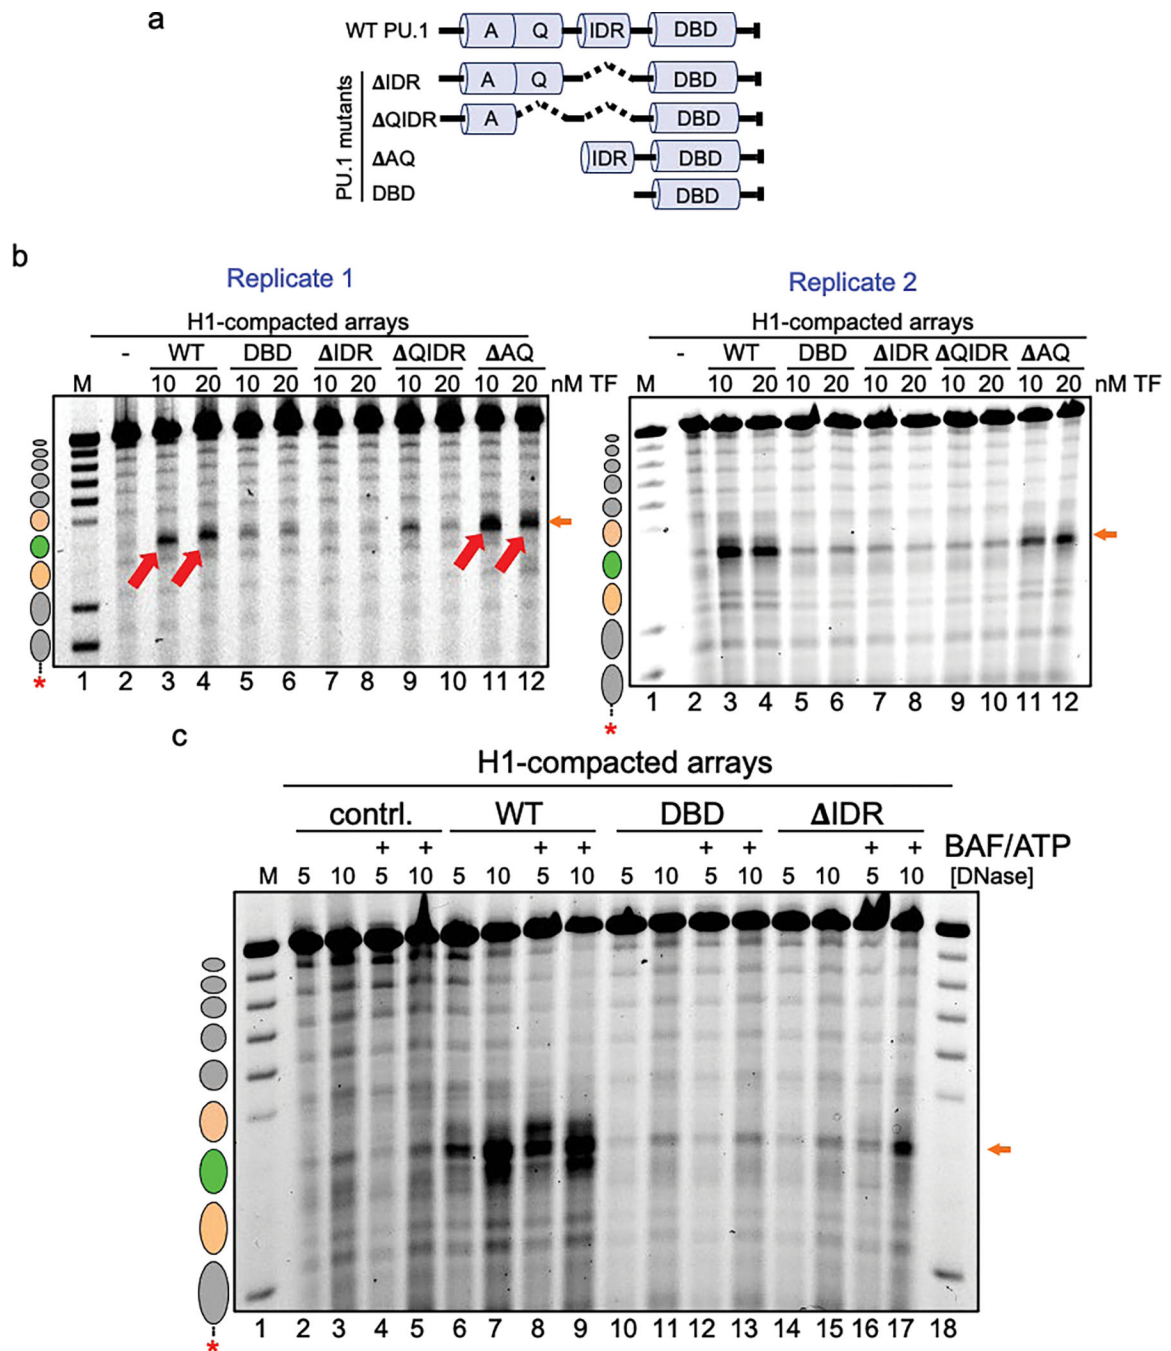 a
WT PU.1 A Q IDR DBD
PU.1 mutants
ΔIDR A Q DBD
ΔQIDR A DBD
ΔAQ IDR DBD
DBD DBD
b
Replicate 1
H1-compacted arrays
- WT DBD ΔIDR ΔQIDR ΔAQ
M 10 20 10 20 10 20 10 20 10 20 nM TF
* 1 2 3 4 5 6 7 8 9 10 11 12
Replicate 2
H1-compacted arrays
- WT DBD ΔIDR ΔQIDR ΔAQ
M 10 20 10 20 10 20 10 20 10 20 nM TF
1 2 3 4 5 6 7 8 9 10 11 12
*
c
H1-compacted arrays
contrl. WT DBD ΔIDR
+ + + + + + + + BAF/ATP
M 5 10 5 10 5 10 5 10 5 10 5 10 5 10 5 10 [DNase]
1 2 3 4 5 6 7 8 9 10 11 12 13 14 15 16 17 18
*